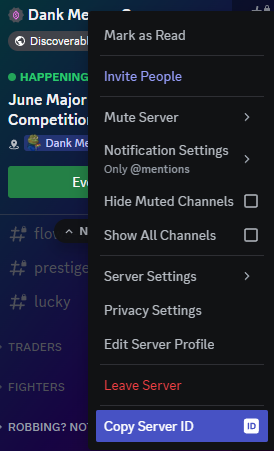 Dank Me
Mark as Read
Discoverabl
Invite People
HAPPENING
June Major
Competition
Mute Server
Notification Settings
Only @mentions
Dank Me
Hide Muted Channels
Eve
Show All Channels
flow
N
prestige
Server Settings
lucky
Privacy Settings
TRADERS
Edit Server Profile
FIGHTERS
Leave Server
ROBBING? NO
Copy Server ID
ID